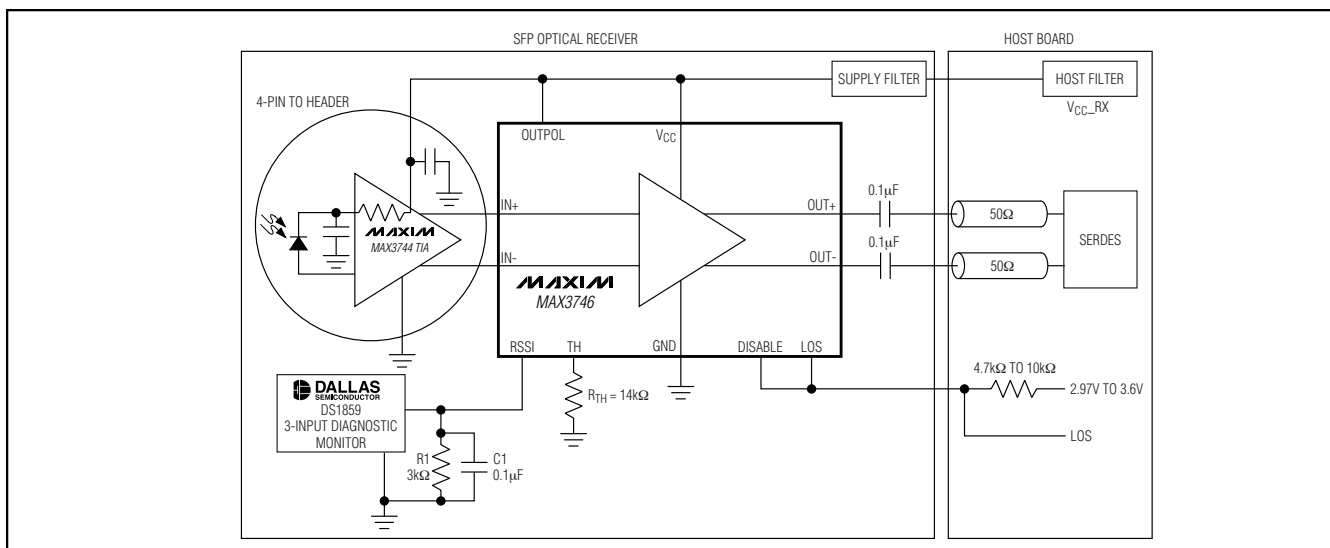 SFP OPTICAL RECEIVER
HOST BOARD
SUPPLY FILTER
HOST FILTER
VCC_RX
4-PIN TO HEADER
OUTPOL
VCC
MAXIM
MAX3744 TIA
IN+
IN-
MAXIM
MAX3746
OUT+
OUT-
0.1μF
0.1μF
50Ω
50Ω
SERDES
RSSI
TH
GND
DISABLE
LOS
RTH = 14kΩ
4.7kΩ TO 10kΩ
2.97V TO 3.6V
LOS
DALLAS
SEMICONDUCTOR
DS1859
3-INPUT DIAGNOSTIC
MONITOR
R1
3kΩ
C1
0.1μF